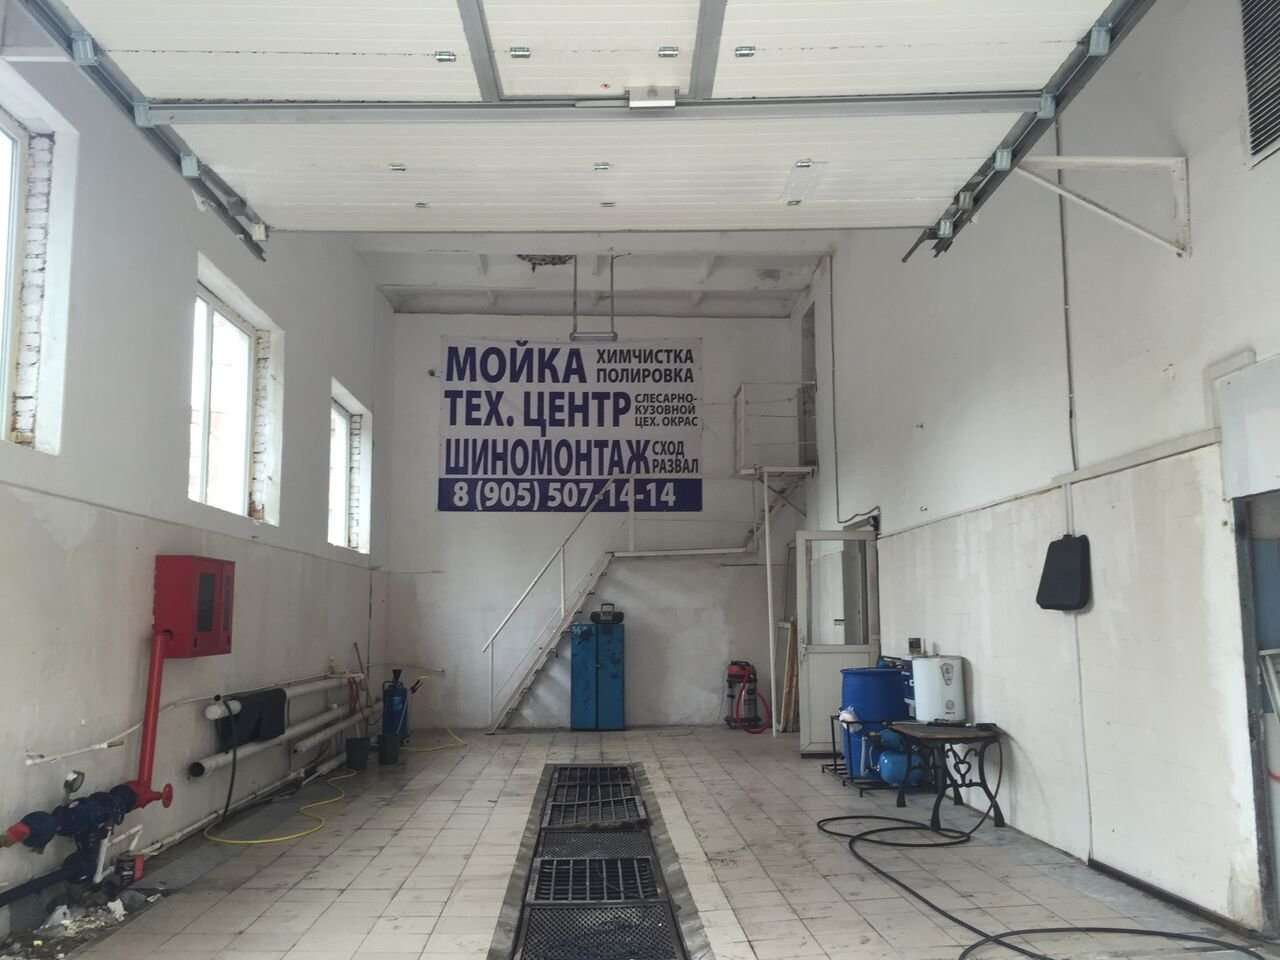 МОЙКА ХИМЧИСТКА
ПОЛИРОВКА
ТЕХ. ЦЕНТР СЛЕСАРНО-
КУЗОВНОЙ
ЦЕХ. ОКРАС
ШИНОМОНТАЖ СХОД
РАЗВАЛ
8 (905) 507-14-14